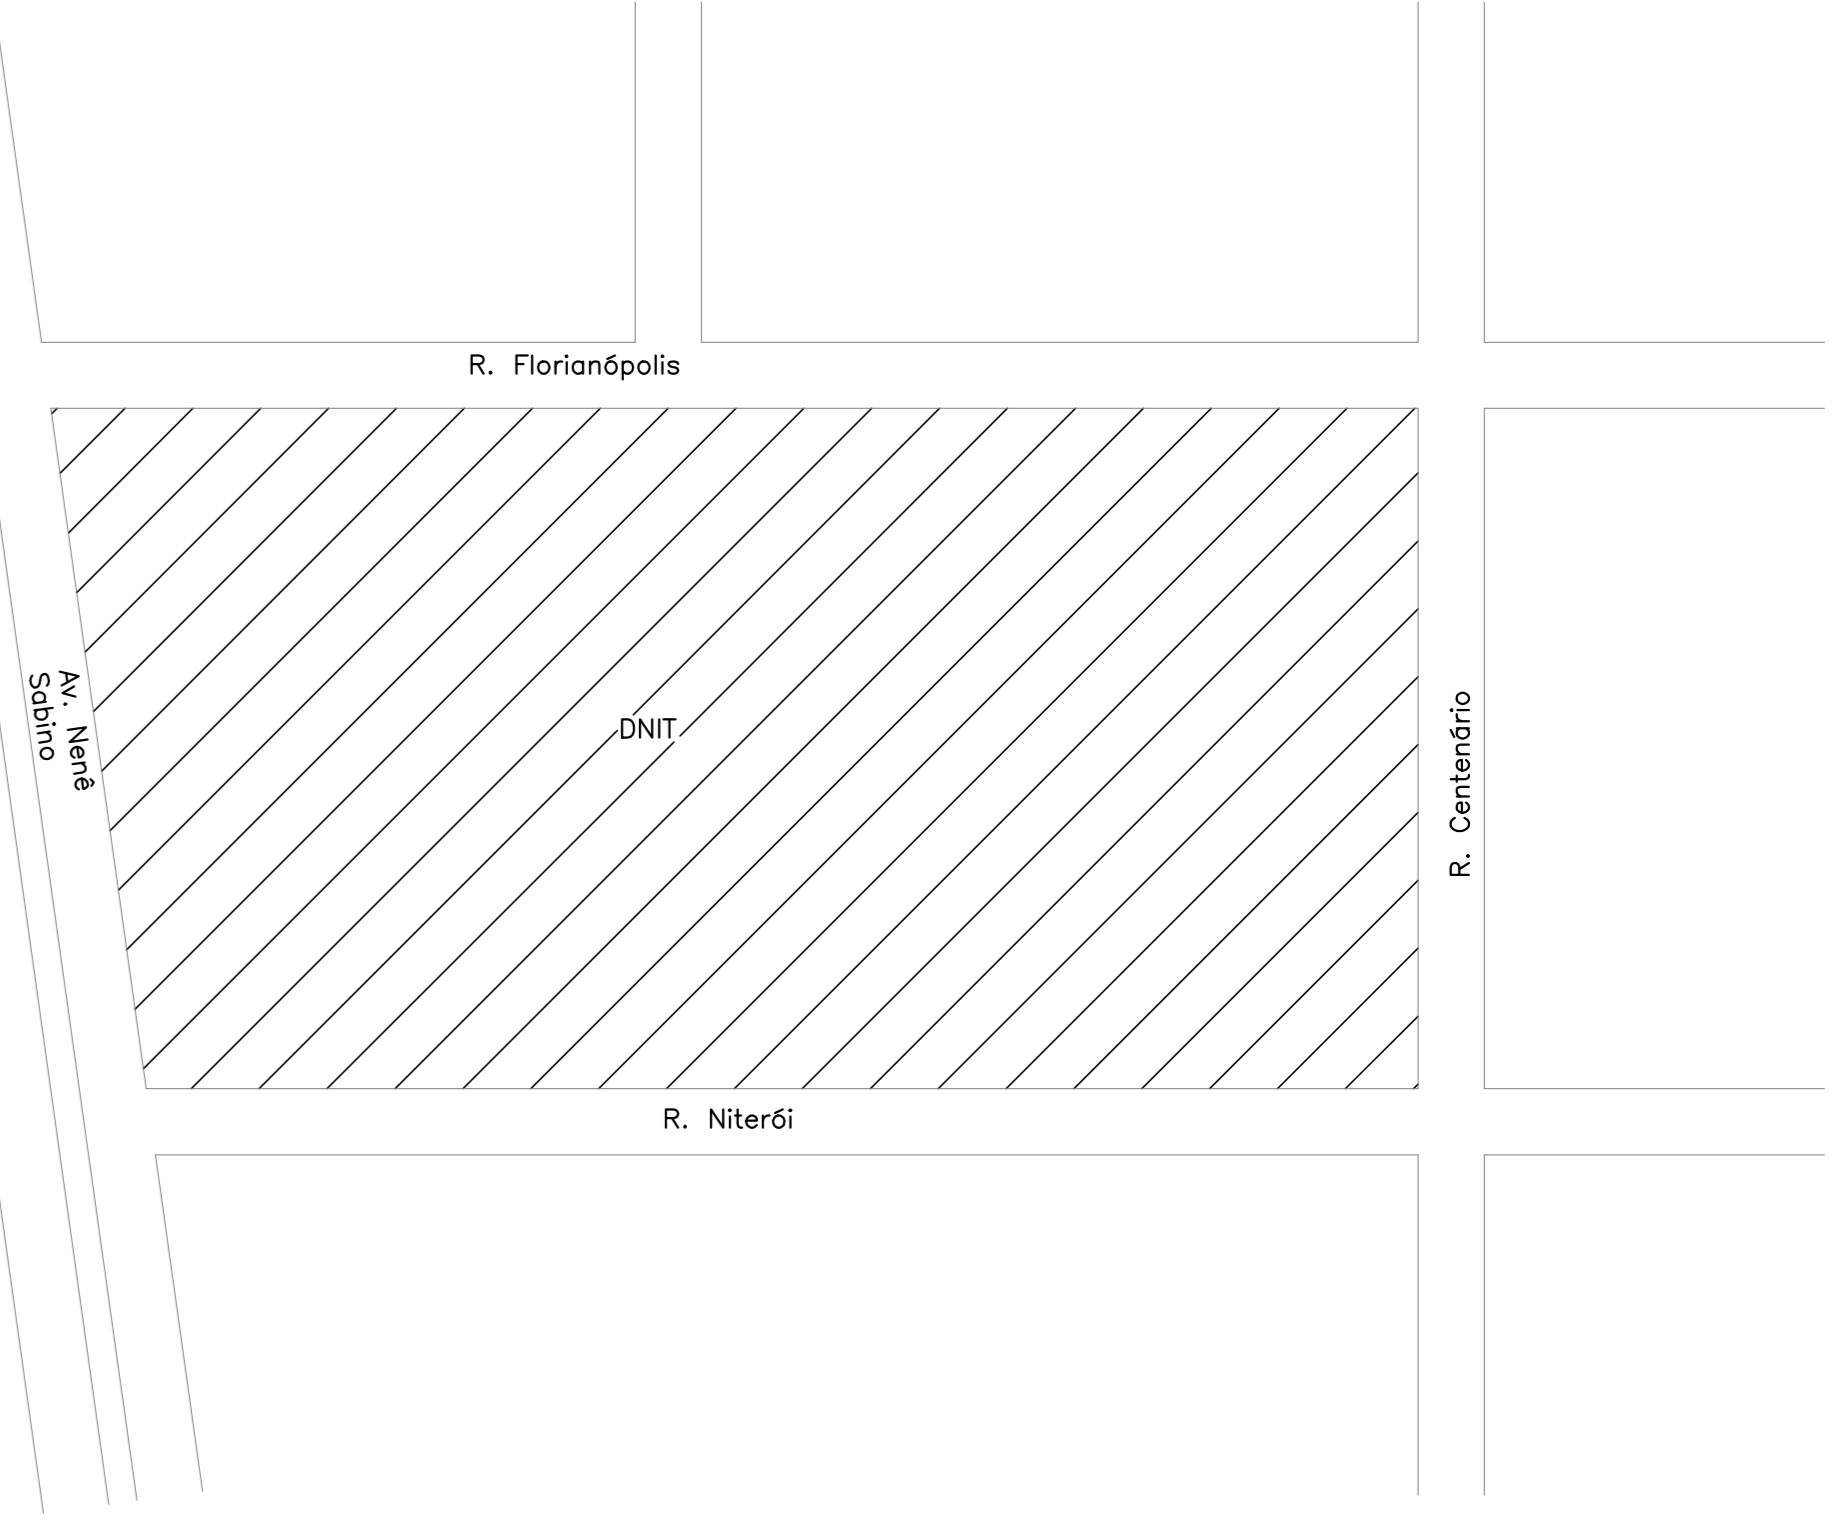 R. Florianópolis
Av. Nenê
Sabino
DNIT
R. Centenário
R. Niterói